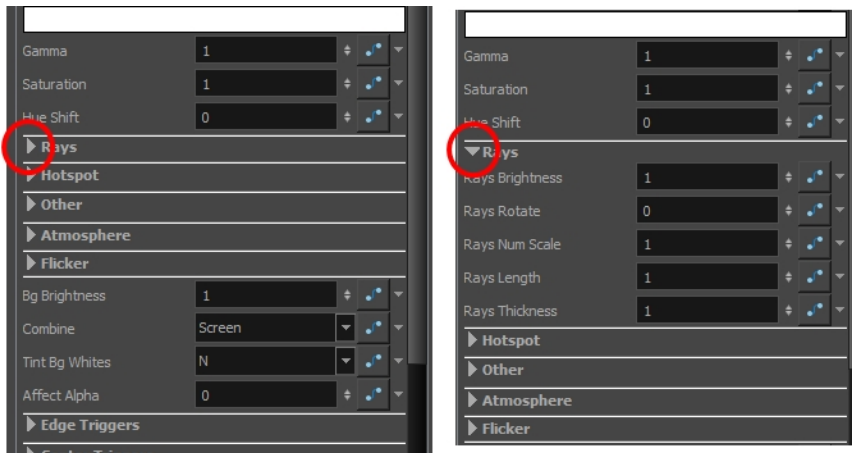 Gamma 1
Saturation 1
Hue Shift 0
Rays
Hotspot
Other
Atmosphere
Flicker
Bg Brightness 1
Combine Screen
Tint Bg Whites N
Affect Alpha 0
Edge Triggers
Gamma 1
Saturation 1
Hue Shift 0
Rays
Rays Brightness 1
Rays Rotate 0
Rays Num Scale 1
Rays Length 1
Rays Thickness 1
Hotspot
Other
Atmosphere
Flicker